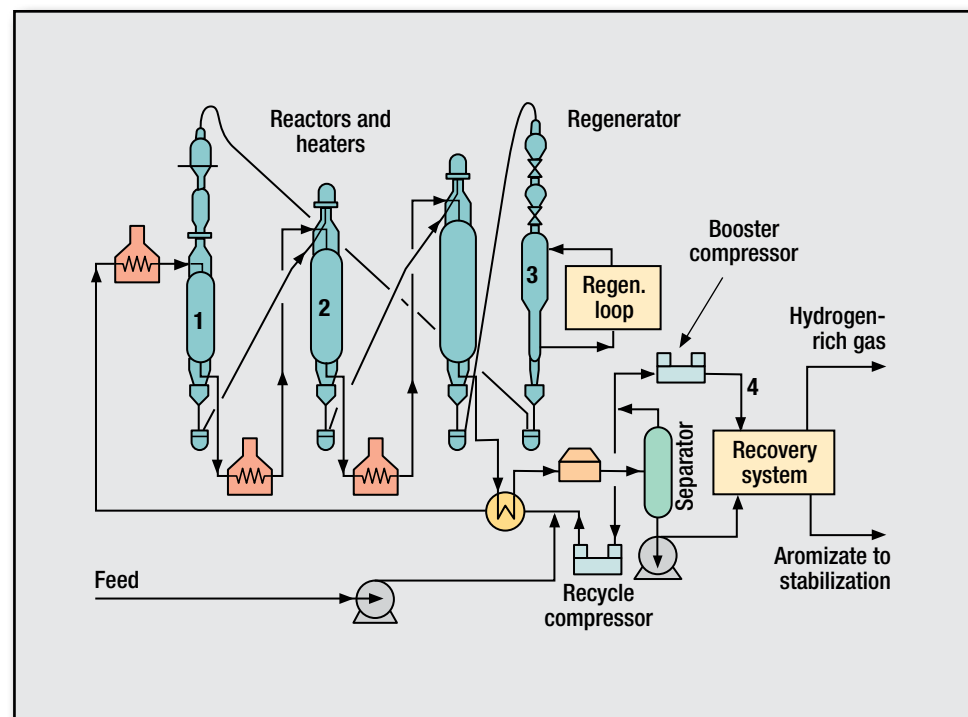 Reactors and
heaters
Regenerator
Booster
compressor
1
2
3
Regen.
loop
Hydrogen-
rich gas
4
Separator
Recovery
system
Feed
Recycle
compressor
Aromizate to
stabilization